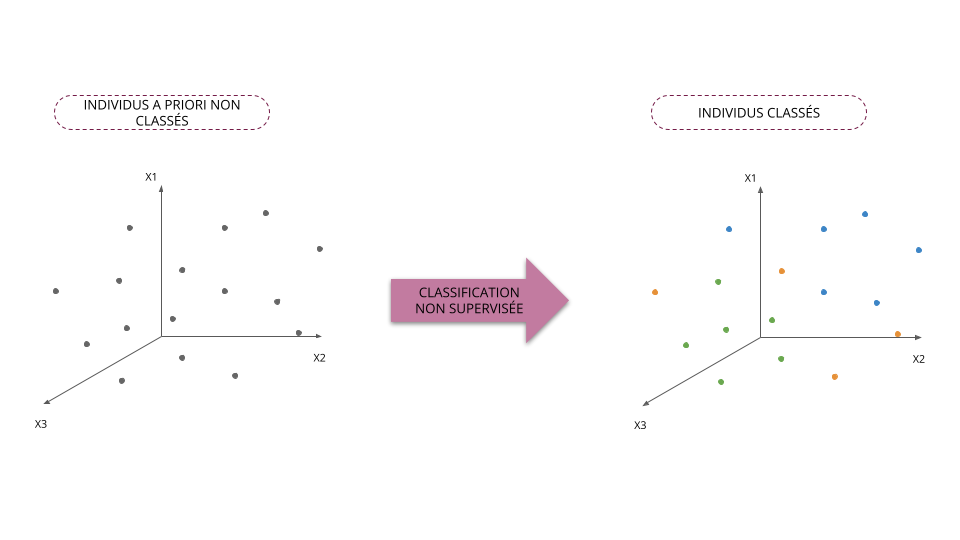 INDIVIDUS A PRIORI NON
CLASSÉS
INDIVIDUS CLASSÉS
X1
X2
X3
CLASSIFICATION
NON SUPERVISÉE
X1
X2
X3